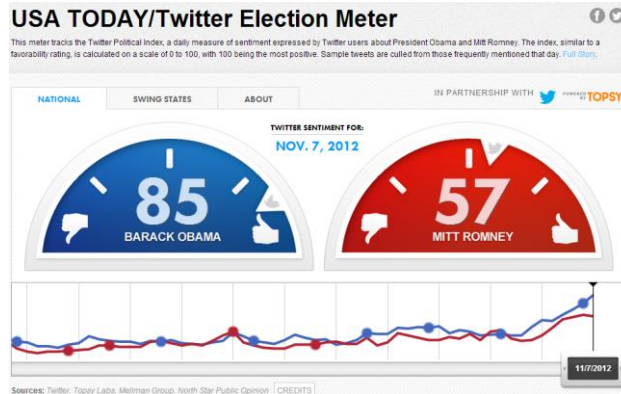 USA TODAY/Twitter Election Meter
This meter tracks the Twitter Political Index, a daily measure of sentiment expressed by Twitter users about President Obama and Mitt Romney. The index, similar to a
favorability rating, is calculated on a scale of 0 to 100, with 100 being the most positive. Sample tweets are culled from those frequently mentioned that day. Full Story.
NATIONAL SWING STATES ABOUT IN PARTNERSHIP WITH POWERED BY TOPSY
TWITTER SENTIMENT FOR:
NOV. 7, 2012
85 57
BARACK OBAMA MITT ROMNEY
11/7/2012
Sources: Twitter, Topsy Labs, Mellman Group, North Star Public Opinion CREDITS